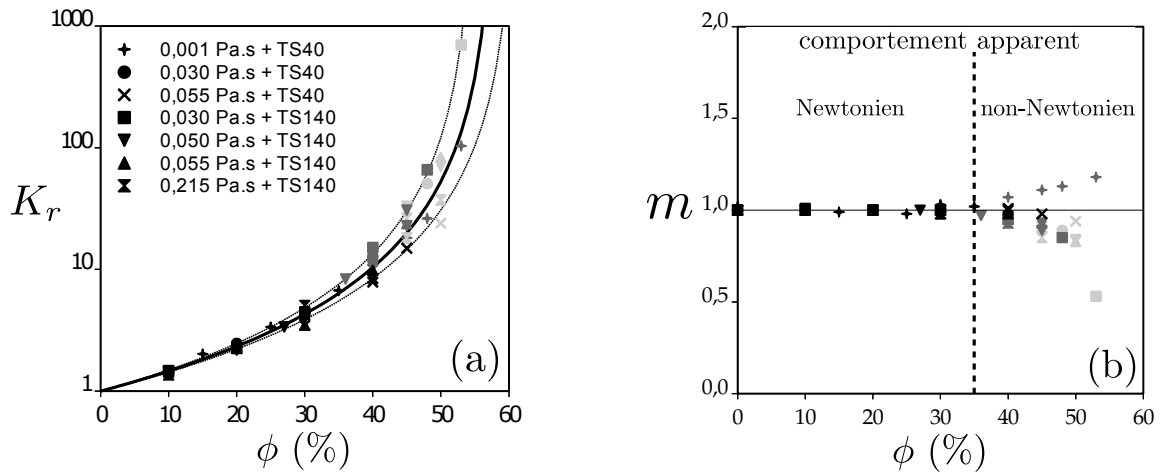 1000
100
10
1
K_r
0,001 Pa.s + TS40
0,030 Pa.s + TS40
0,055 Pa.s + TS40
0,030 Pa.s + TS140
0,050 Pa.s + TS140
0,055 Pa.s + TS140
0,215 Pa.s + TS140
(a)
0 10 20 30 40 50 60
ϕ (%)
2,0
1,5
1,0
0,5
0,0
m
comportement apparent
Newtonien non-Newtonien
(b)
0 10 20 30 40 50 60
ϕ (%)